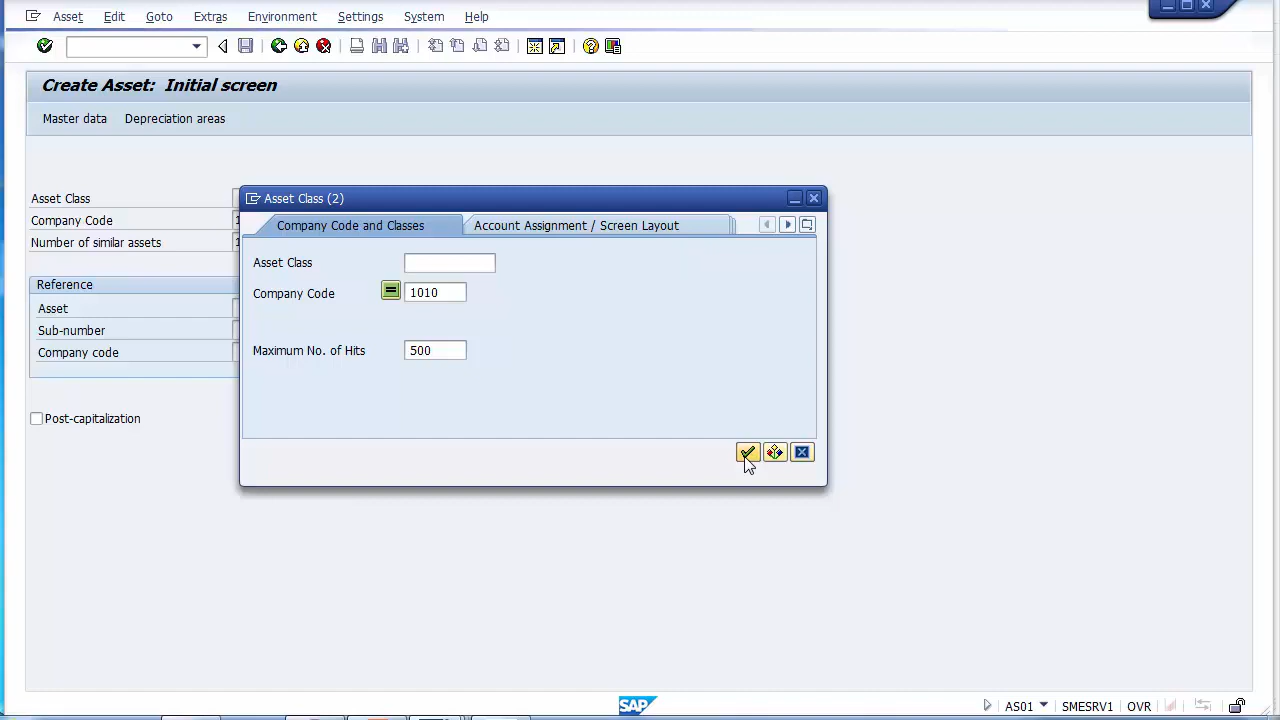 Asset Edit Goto Extras Environment Settings System Help
Create Asset: Initial screen
Master data Depreciation areas
Asset Class
Company Code
Number of similar assets
Reference
Asset
Sub-number
Company code
Post-capitalization
Asset Class (2)
Company Code and Classes Account Assignment / Screen Layout
Asset Class
Company Code 1010
Maximum No. of Hits 500
SAP AS01 SMESRV1 OVR